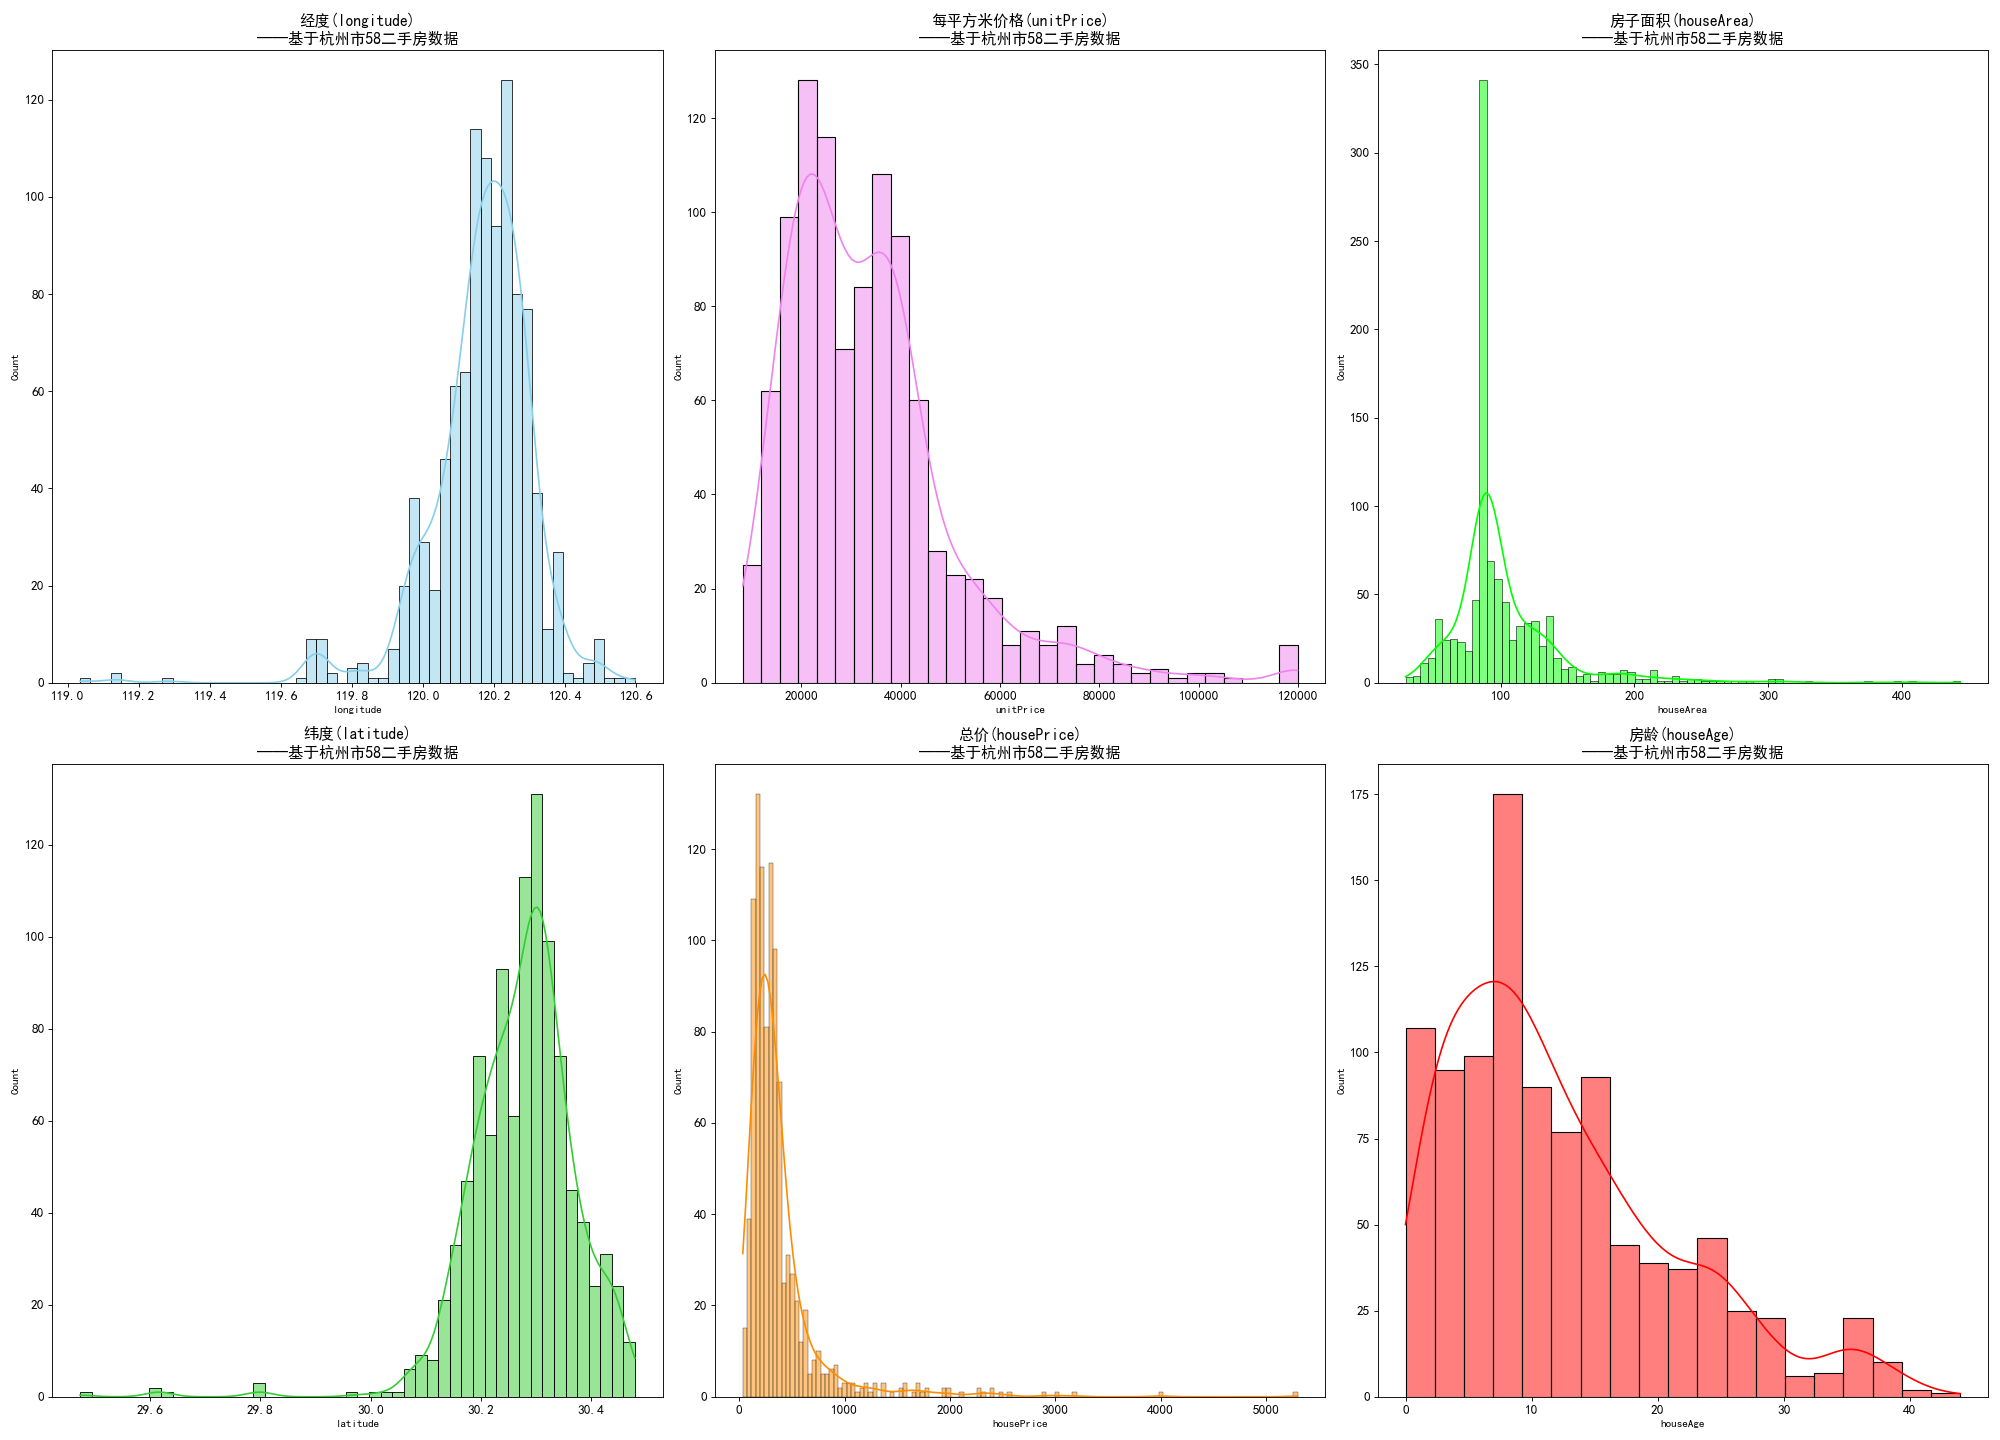 经度(longitude)
——基于杭州市58二手房数据
120
100
80
60
40
20
0
Count
119.0 119.2 119.4 119.6 119.8 120.0 120.2 120.4 120.6
longitude
每平方米价格(unitPrice)
——基于杭州市58二手房数据
120
100
80
60
40
20
0
Count
20000 40000 60000 80000 100000 120000
unitPrice
房子面积(houseArea)
——基于杭州市58二手房数据
350
300
250
200
150
100
50
0
Count
100 200 300 400
houseArea
纬度(latitude)
——基于杭州市58二手房数据
120
100
80
60
40
20
0
Count
29.6 29.8 30.0 30.2 30.4
latitude
总价(housePrice)
——基于杭州市58二手房数据
120
100
80
60
40
20
0
Count
0 1000 2000 3000 4000 5000
housePrice
房龄(houseAge)
——基于杭州市58二手房数据
175
150
125
100
75
50
25
0
Count
0 10 20 30 40
houseAge